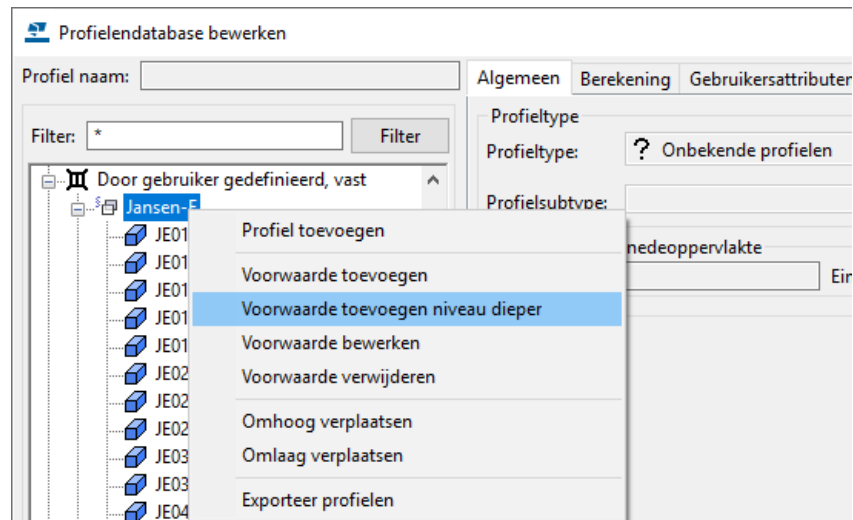 Profielendatabase bewerken
Profiel naam:
Algemeen Berekening Gebruikersattributen
Filter: * Filter
Profieltype
Profieltype: ? Onbekende profielen
Profielsubtype:
Door gebruiker gedefinieerd, vast
Jansen-E
JE01
JE01
JE01
JE01
JE01
JE02
JE02
JE02
JE03
JE03
JE04
Profiel toevoegen
Voorwaarde toevoegen
Voorwaarde toevoegen niveau dieper
Voorwaarde bewerken
Voorwaarde verwijderen
Omhoog verplaatsen
Omlaag verplaatsen
Exporteer profielen
nedeoppervlakte